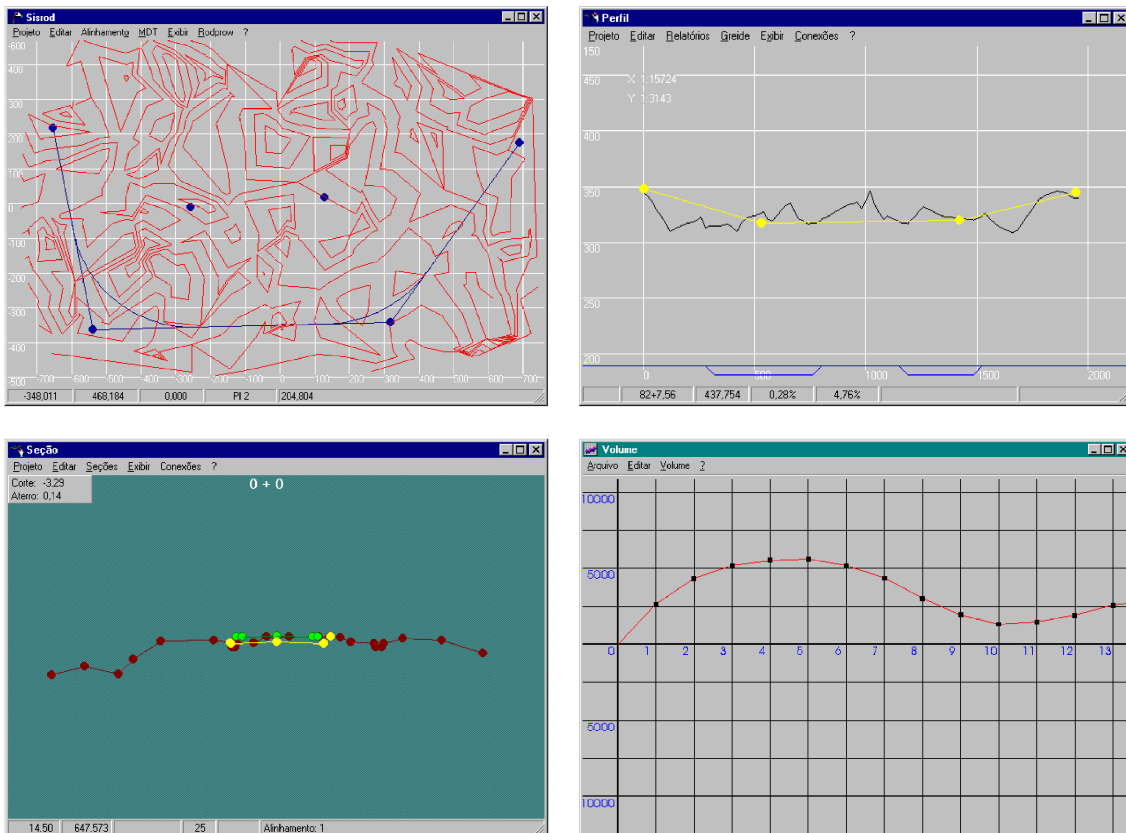 Sisrod
Projeto Editar Alinhamento MDT Exibir Rodprow ?
-600
400
300
200
100
0
-100
-200
-300
-400
-500 -700 -600 -500 -400 -300 -200 -100 0 100 200 300 400 500 600 700
-348,011 468,184 0,000 PI 2 204,804
Perfil
Projeto Editar Relatórios Greide Exibir Conexões ?
150
450
X 1:15724
Y 1:3143
400
350
300
250
200
0 500 1000 1500 2000
82+7,56 437,754 0,28% 4,76%
Seção
Projeto Editar Seções Exibir Conexões ?
Corte: -3,29
Aterro: 0,14
0 + 0
14.50 647.573 25 Alinhamento: 1
Volume
Arquivo Editar Volume ?
10000
5000
0 1 2 3 4 5 6 7 8 9 10 11 12 13
5000
10000